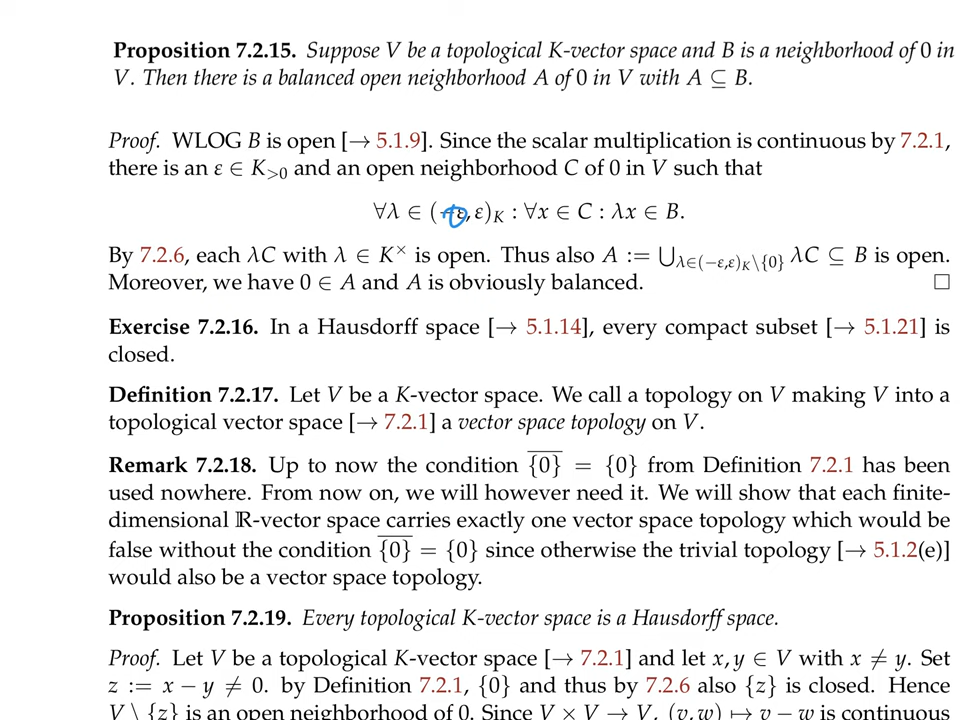 Proposition 7.2.15. Suppose V be a topological K-vector space and B is a neighborhood of 0 in
V. Then there is a balanced open neighborhood A of 0 in V with A ⊆ B.
Proof. WLOG B is open [→ 5.1.9]. Since the scalar multiplication is continuous by 7.2.1,
there is an ε ∈ K>0 and an open neighborhood C of 0 in V such that
∀λ ∈ (−ε, ε)K : ∀x ∈ C : λx ∈ B.
By 7.2.6, each λC with λ ∈ K× is open. Thus also A := ⋃λ∈(−ε,ε)K\{0} λC ⊆ B is open.
Moreover, we have 0 ∈ A and A is obviously balanced. □
Exercise 7.2.16. In a Hausdorff space [→ 5.1.14], every compact subset [→ 5.1.21] is
closed.
Definition 7.2.17. Let V be a K-vector space. We call a topology on V making V into a
topological vector space [→ 7.2.1] a vector space topology on V.
Remark 7.2.18. Up to now the condition \overline{{0}} = {0} from Definition 7.2.1 has been
used nowhere. From now on, we will however need it. We will show that each finite-
dimensional ℝ-vector space carries exactly one vector space topology which would be
false without the condition \overline{{0}} = {0} since otherwise the trivial topology [→ 5.1.2(e)]
would also be a vector space topology.
Proposition 7.2.19. Every topological K-vector space is a Hausdorff space.
Proof. Let V be a topological K-vector space [→ 7.2.1] and let x, y ∈ V with x ≠ y. Set
z := x − y ≠ 0. by Definition 7.2.1, {0} and thus by 7.2.6 also {z} is closed. Hence
V \ {z} is an open neighborhood of 0. Since V × V → V, (v, w) ↦ v − w is continuous